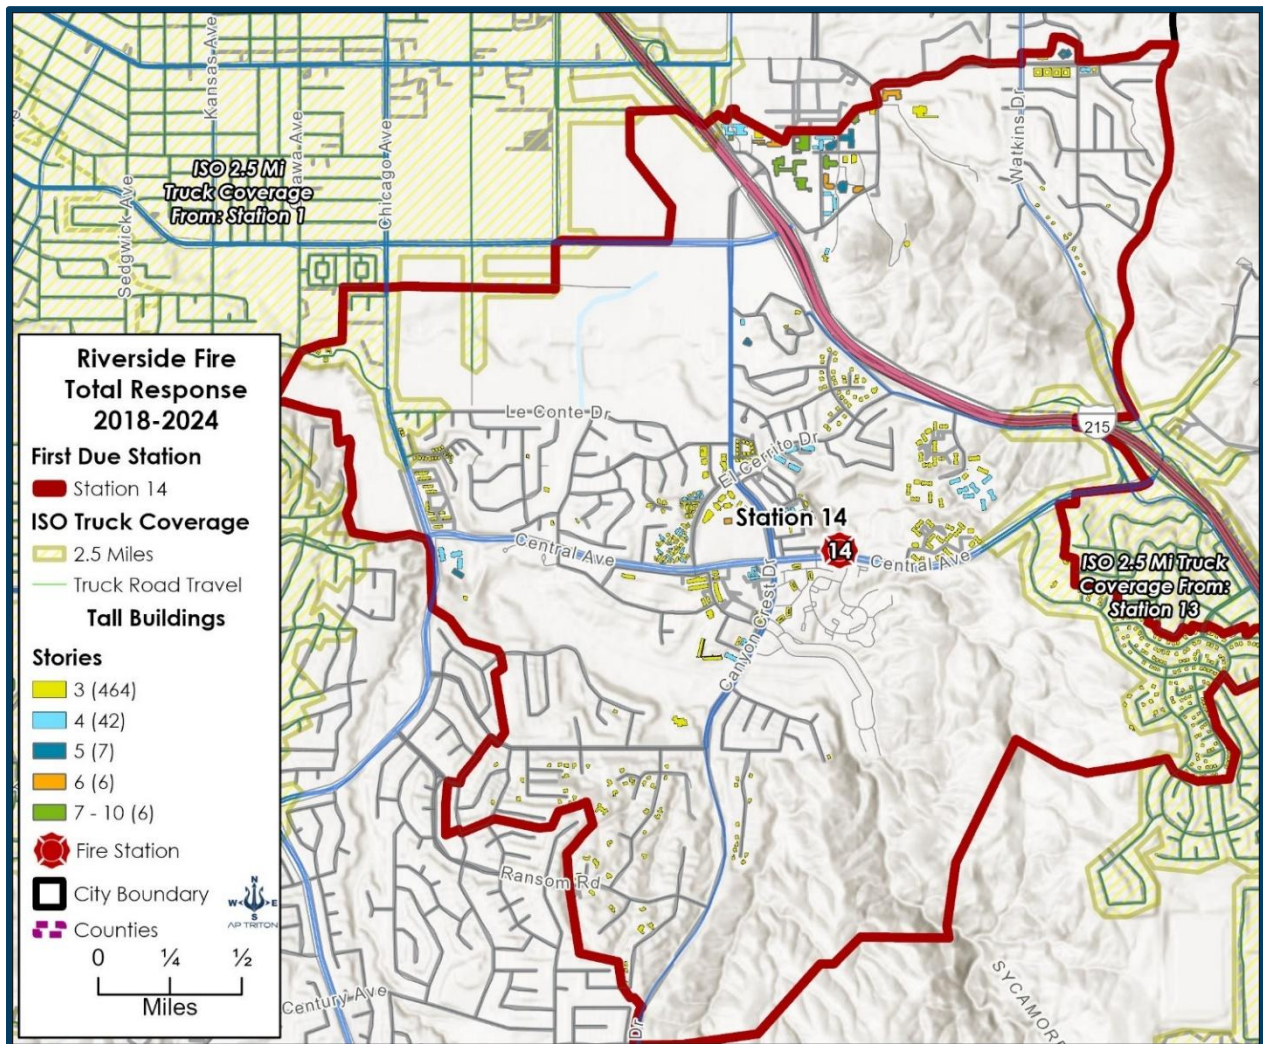 Kansas Ave
Chicago Ave
Sedgwick Ave
awa Ave
Watkins Dr
ISO 2.5 Mi
Truck Coverage
From: Station 1
Riverside Fire
Total Response
2018-2024
First Due Station
Station 14
ISO Truck Coverage
2.5 Miles
Truck Road Travel
Tall Buildings
Stories
3 (464)
4 (42)
5 (7)
6 (6)
7 - 10 (6)
Fire Station
City Boundary
Counties
N
W E
S
AP TRITON
0 ¼ ½
Miles
Le Conte Dr
El Cerrito Dr
215
Station 14
14
Central Ave
Central Ave
Canyon Crest Dr
ISO 2.5 Mi Truck
Coverage From:
Station 13
Ransom Rd
Century Ave
Dr
SYCAMORE